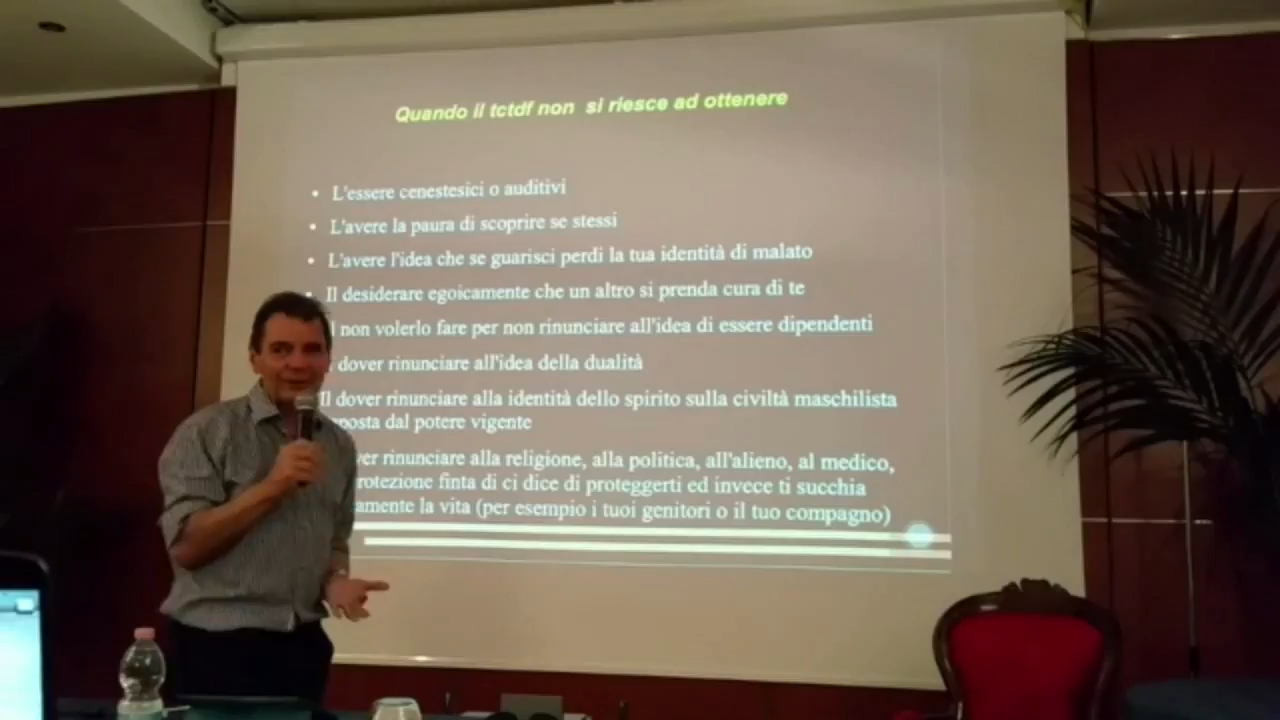 Quando il tctdf non si riesce ad ottenere
• L'essere cenestesici o auditivi
• L'avere la paura di scoprire se stessi
• L'avere l'idea che se guarisci perdi la tua identità di malato
• Il desiderare egoicamente che un altro si prenda cura di te
l non volerlo fare per non rinunciare all'idea di essere dipendenti
dover rinunciare all'idea della dualità
Il dover rinunciare alla identità dello spirito sulla civiltà maschilista
posta dal potere vigente
ver rinunciare alla religione, alla politica, all'alieno, al medico,
rotezione finta di ci dice di proteggerti ed invece ti succhia
amente la vita (per esempio i tuoi genitori o il tuo compagno)